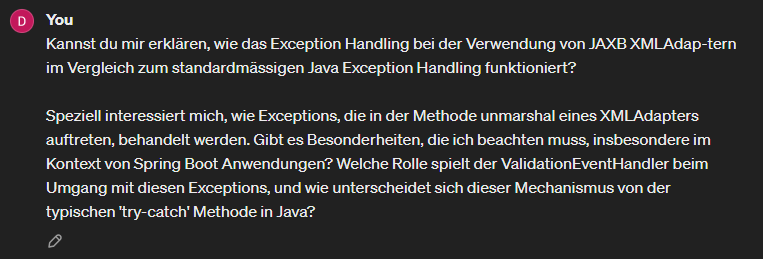 D
You
Kannst du mir erklären, wie das Exception Handling bei der Verwendung von JAXB XMLAdap-tern
im Vergleich zum standardmässigen Java Exception Handling funktioniert?
Speziell interessiert mich, wie Exceptions, die in der Methode unmarshal eines XMLAdapters
auftreten, behandelt werden. Gibt es Besonderheiten, die ich beachten muss, insbesondere im
Kontext von Spring Boot Anwendungen? Welche Rolle spielt der ValidationEventHandler beim
Umgang mit diesen Exceptions, und wie unterscheidet sich dieser Mechanismus von der
typischen 'try-catch' Methode in Java?